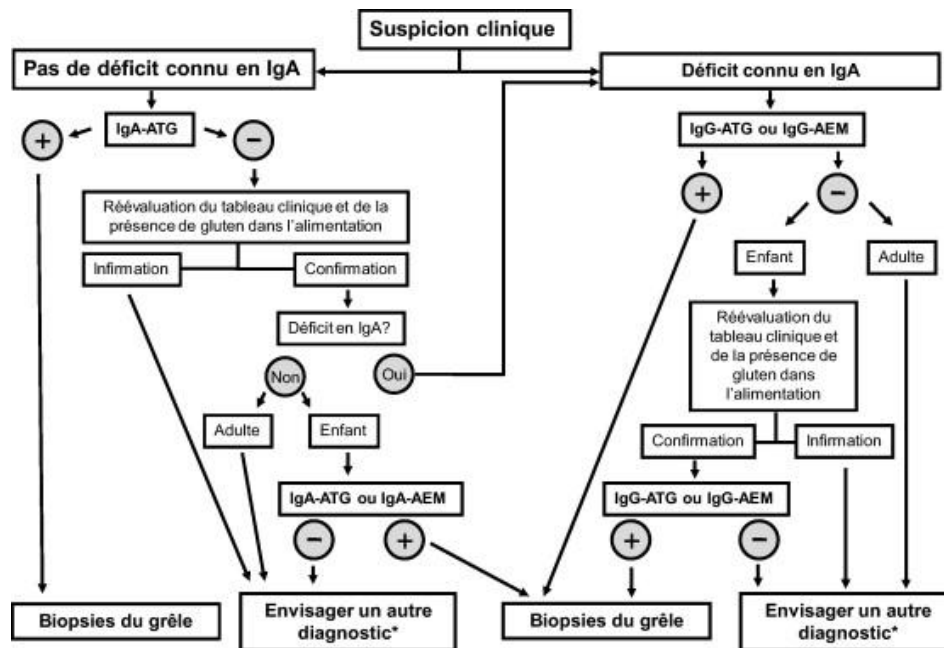 Suspicion clinique
Pas de déficit connu en IgA
Déficit connu en IgA
IgA-ATG
IgG-ATG ou IgG-AEM
+
−
+
−
Réévaluation du tableau clinique et de la
présence de gluten dans l'alimentation
Enfant
Adulte
Infirmation
Confirmation
Déficit en IgA?
Réévaluation du
tableau clinique et
de la présence de
gluten dans
l'alimentation
Non
Oui
Adulte
Enfant
Confirmation
Infirmation
IgA-ATG ou IgA-AEM
IgG-ATG ou IgG-AEM
−
+
+
−
Biopsies du grêle
Envisager un autre
diagnostic*
Biopsies du grêle
Envisager un autre
diagnostic*